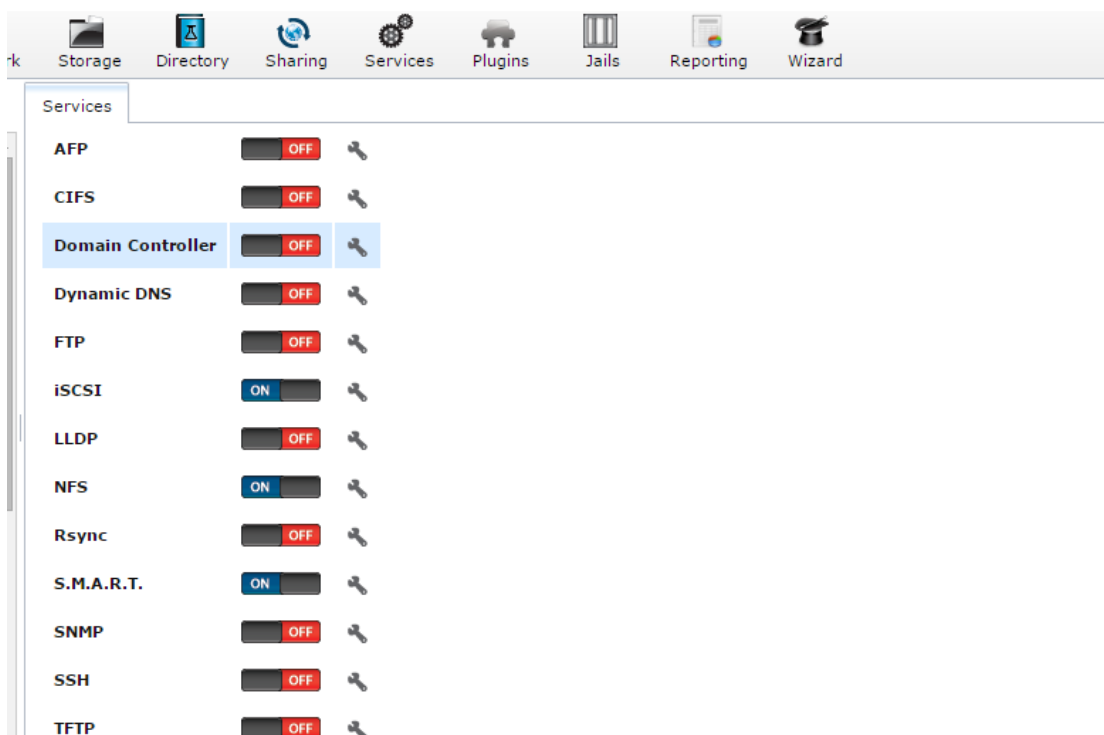 rk Storage Directory Sharing Services Plugins Jails Reporting Wizard
Services
AFP OFF
CIFS OFF
Domain Controller OFF
Dynamic DNS OFF
FTP OFF
iSCSI ON
LLDP OFF
NFS ON
Rsync OFF
S.M.A.R.T. ON
SNMP OFF
SSH OFF
TFTP OFF